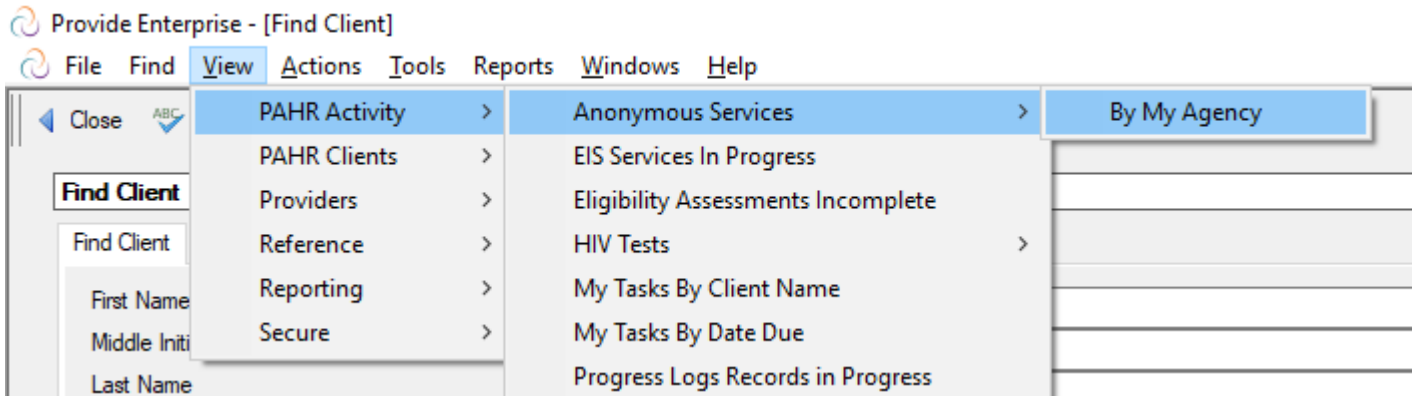 Provide Enterprise - [Find Client]
File Find View Actions Tools Reports Windows Help
Close ABC
PAHR Activity
PAHR Clients
Providers
Reference
Reporting
Secure
Anonymous Services
EIS Services In Progress
Eligibility Assessments Incomplete
HIV Tests
My Tasks By Client Name
My Tasks By Date Due
Progress Logs Records in Progress
By My Agency
Find Client
Find Client
First Name
Middle Initi
Last Name